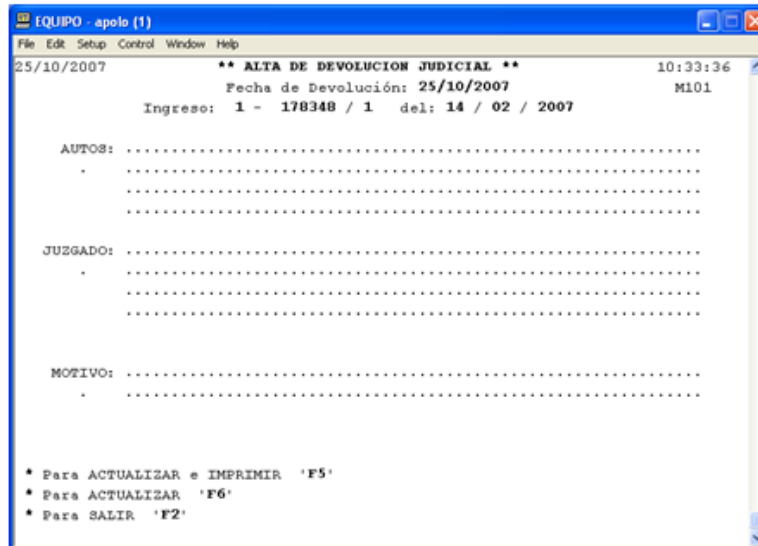 EQUIPO - apolo (1)
File Edit Setup Control Window Help
25/10/2007 ** ALTA DE DEVOLUCION JUDICIAL ** 10:33:36
Fecha de Devolución: 25/10/2007 M101
Ingreso: 1 - 178348 / 1 del: 14 / 02 / 2007
AUTOS: ................................................................
. ................................................................
................................................................
................................................................
JUZGADO: ................................................................
. ................................................................
................................................................
................................................................
MOTIVO: ................................................................
. ................................................................
* Para ACTUALIZAR e IMPRIMIR 'F5'
* Para ACTUALIZAR 'F6'
* Para SALIR 'F2'